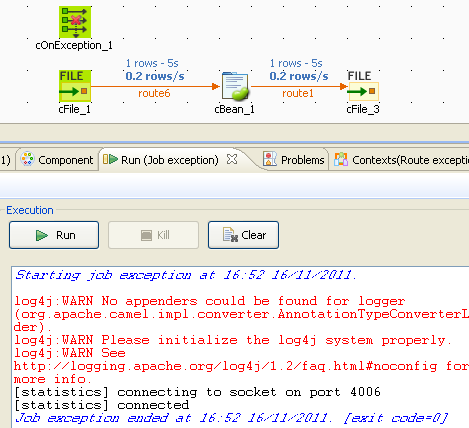 cOnException_1
1 rows - 5s
1 rows - 5s
FILE
0.2 rows/s
0.2 rows/s
FILE
route6
route1
cFile_1
cBean_1
cFile_3
1)
Component
Run (Job exception)
Problems
Contexts(Route excepti
Execution
Run
Kill
Clear
Starting job exception at 16:52 16/11/2011.
log4j:WARN No appenders could be found for logger
(org.apache.camel.impl.converter.AnnotationTypeConverterL
der).
log4j:WARN Please initialize the log4j system properly.
log4j:WARN See
http://logging.apache.org/log4j/1.2/faq.html#noconfig for
more info.
[statistics] connecting to socket on port 4006
[statistics] connected
Job exception ended at 16:52 16/11/2011. [exit code=0]